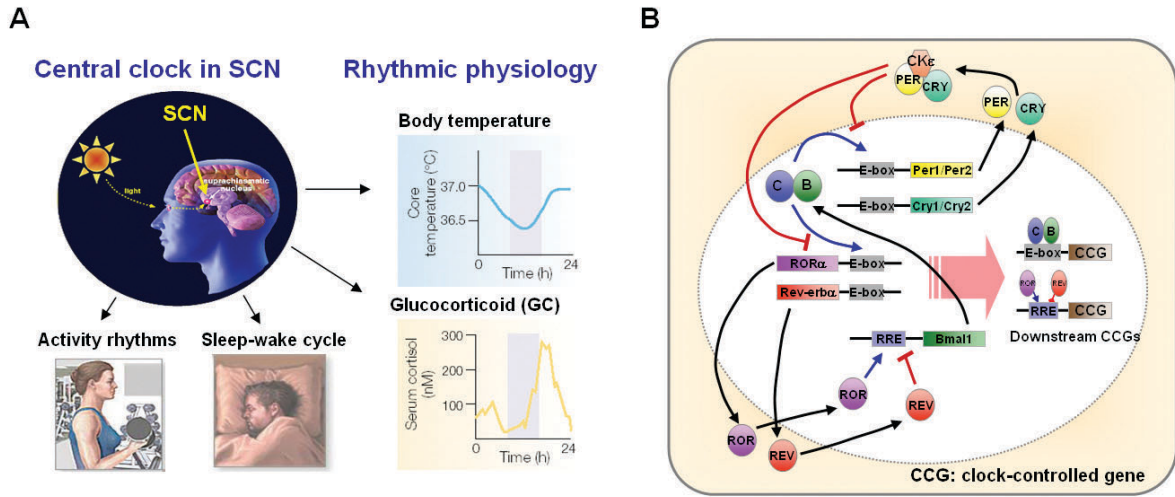 A
Central clock in SCN
Rhythmic physiology
SCN
light
suprachiasmatic
nucleus
Body temperature
Core
temperature (°C)
37.0
36.5
0
24
Time (h)
Glucocorticoid (GC)
Serum cortisol
(nM)
300
200
100
0
0
24
Time (h)
Activity rhythms
Sleep-wake cycle
B
CKε
PER
CRY
PER
CRY
E-box
Per1/Per2
C
B
E-box
Cry1/Cry2
RORα
E-box
Rev-erbα
E-box
C
B
E-box
CCG
ROR
REV
RRE
CCG
Downstream CCGs
RRE
Bmal1
ROR
REV
ROR
REV
CCG: clock-controlled gene